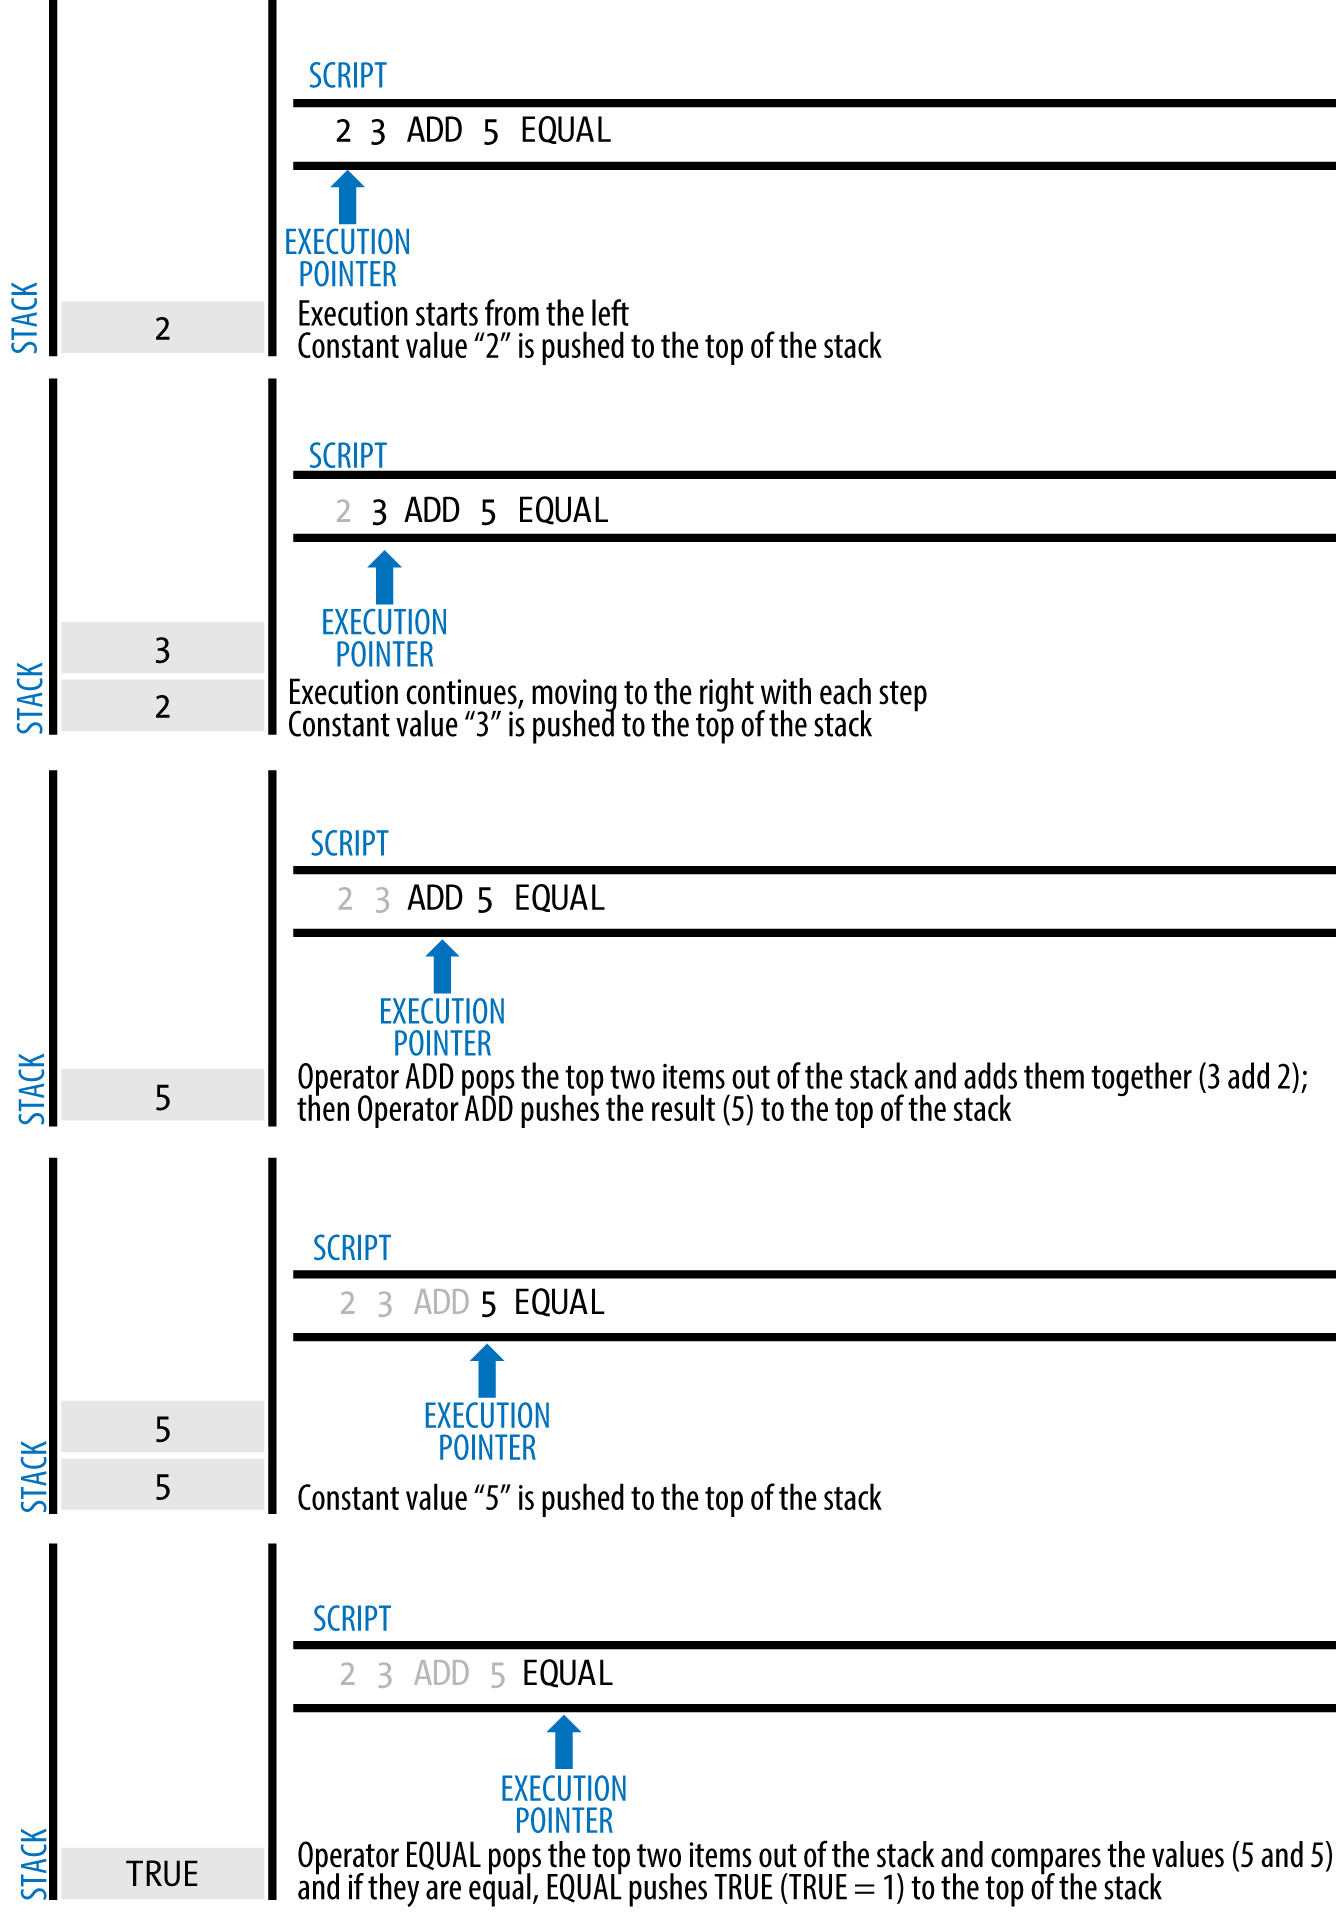 SCRIPT
2 3 ADD 5 EQUAL
EXECUTION
POINTER
STACK
2
Execution starts from the left
Constant value “2” is pushed to the top of the stack
SCRIPT
2 3 ADD 5 EQUAL
EXECUTION
POINTER
STACK
3
2
Execution continues, moving to the right with each step
Constant value “3” is pushed to the top of the stack
SCRIPT
2 3 ADD 5 EQUAL
EXECUTION
POINTER
STACK
5
Operator ADD pops the top two items out of the stack and adds them together (3 add 2);
then Operator ADD pushes the result (5) to the top of the stack
SCRIPT
2 3 ADD 5 EQUAL
EXECUTION
POINTER
STACK
5
5
Constant value “5” is pushed to the top of the stack
SCRIPT
2 3 ADD 5 EQUAL
EXECUTION
POINTER
STACK
TRUE
Operator EQUAL pops the top two items out of the stack and compares the values (5 and 5)
and if they are equal, EQUAL pushes TRUE (TRUE = 1) to the top of the stack